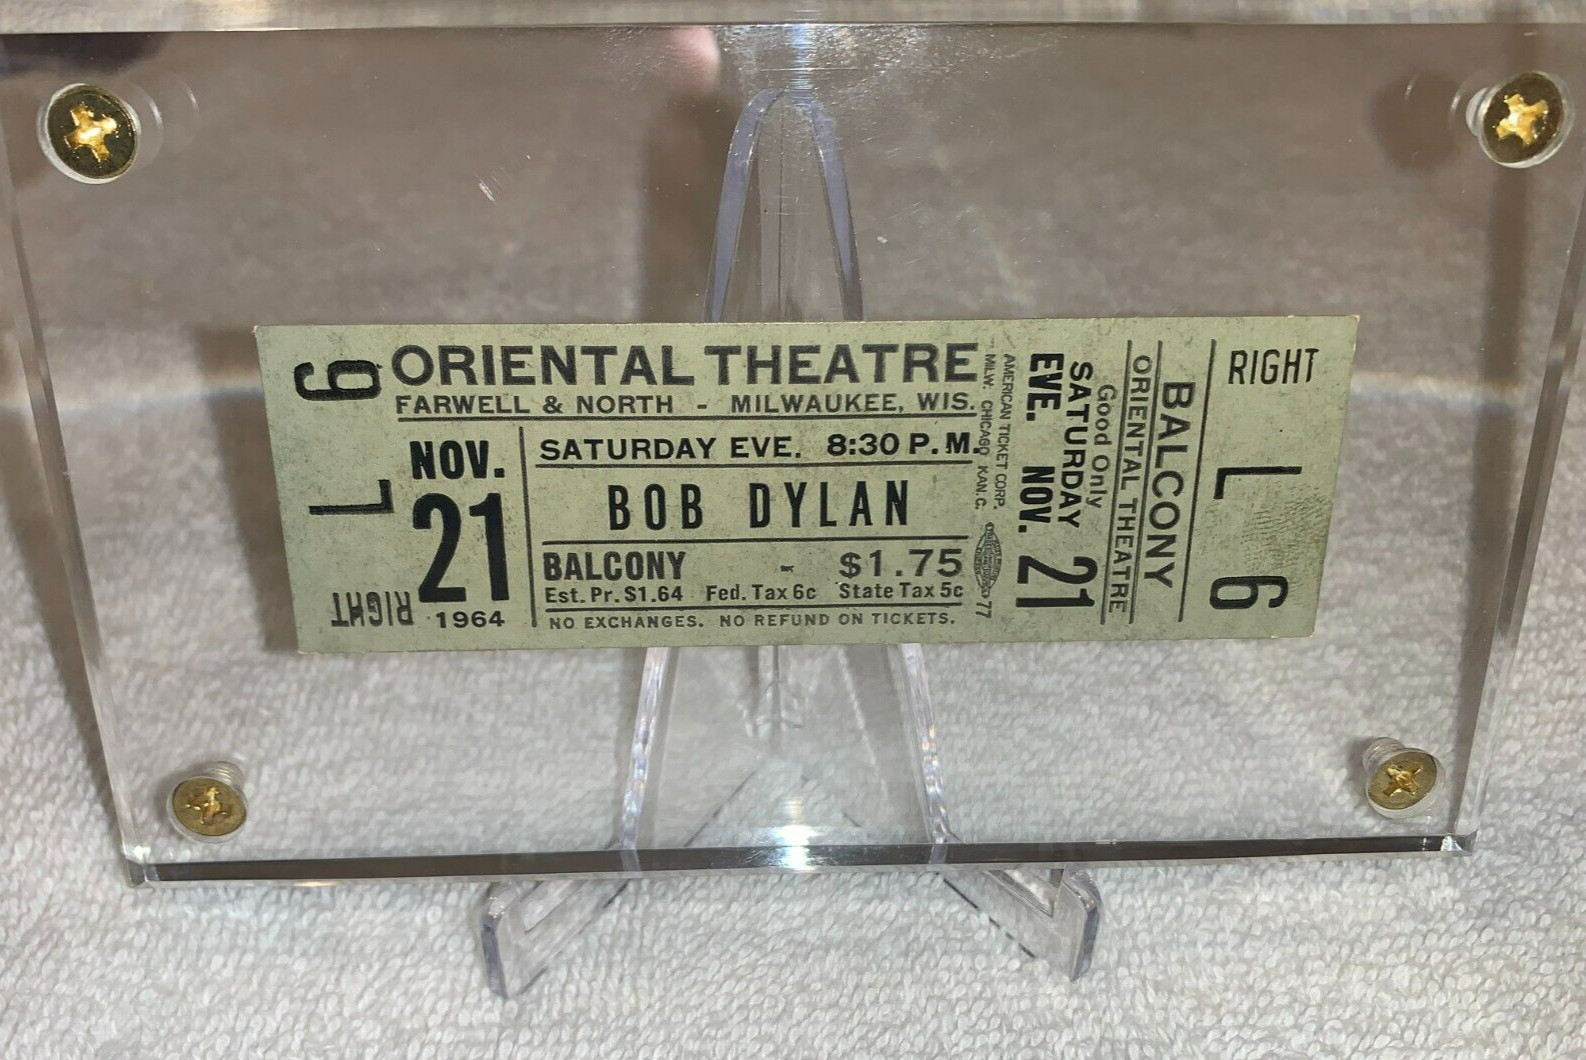 6
L
RIGHT
ORIENTAL THEATRE
FARWELL & NORTH - MILWAUKEE, WIS.
NOV.
21
1964
SATURDAY EVE. 8:30 P.M.
BOB DYLAN
BALCONY - $1.75
Est. Pr. $1.64 Fed. Tax 6c State Tax 5c
NO EXCHANGES. NO REFUND ON TICKETS.
AMERICAN TICKET CORP.
MILW. CHICAGO KAN. C. 77
BALCONY
ORIENTAL THEATRE
Good Only
SATURDAY
EVE. NOV. 21
RIGHT
L
6